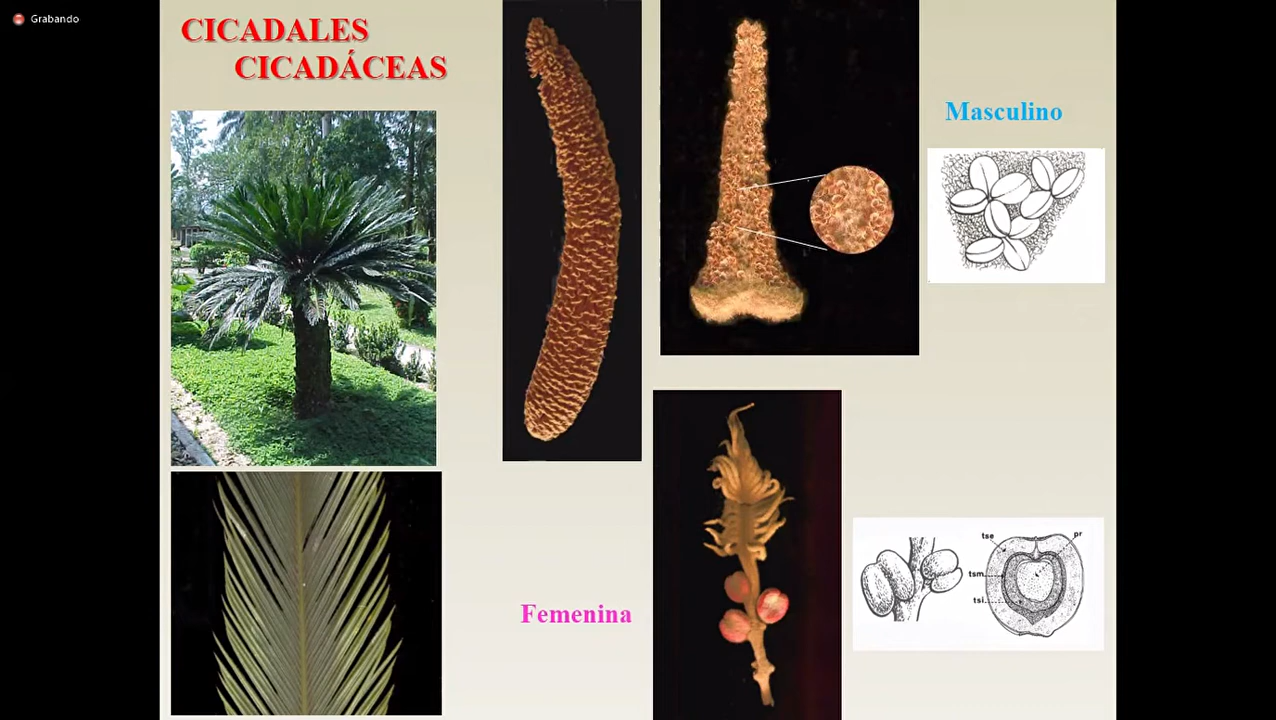 Grabando
CICADALES
CICADÁCEAS
Masculino
Femenina
tse
pr
tsm
tsi